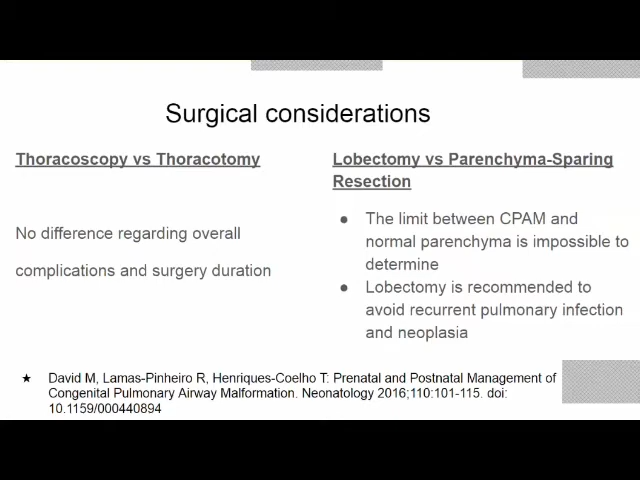 Surgical considerations
Thoracoscopy vs Thoracotomy
No difference regarding overall
complications and surgery duration
Lobectomy vs Parenchyma-Sparing
Resection
● The limit between CPAM and
normal parenchyma is impossible to
determine
● Lobectomy is recommended to
avoid recurrent pulmonary infection
and neoplasia
★ David M, Lamas-Pinheiro R, Henriques-Coelho T: Prenatal and Postnatal Management of
Congenital Pulmonary Airway Malformation. Neonatology 2016;110:101-115. doi:
10.1159/000440894